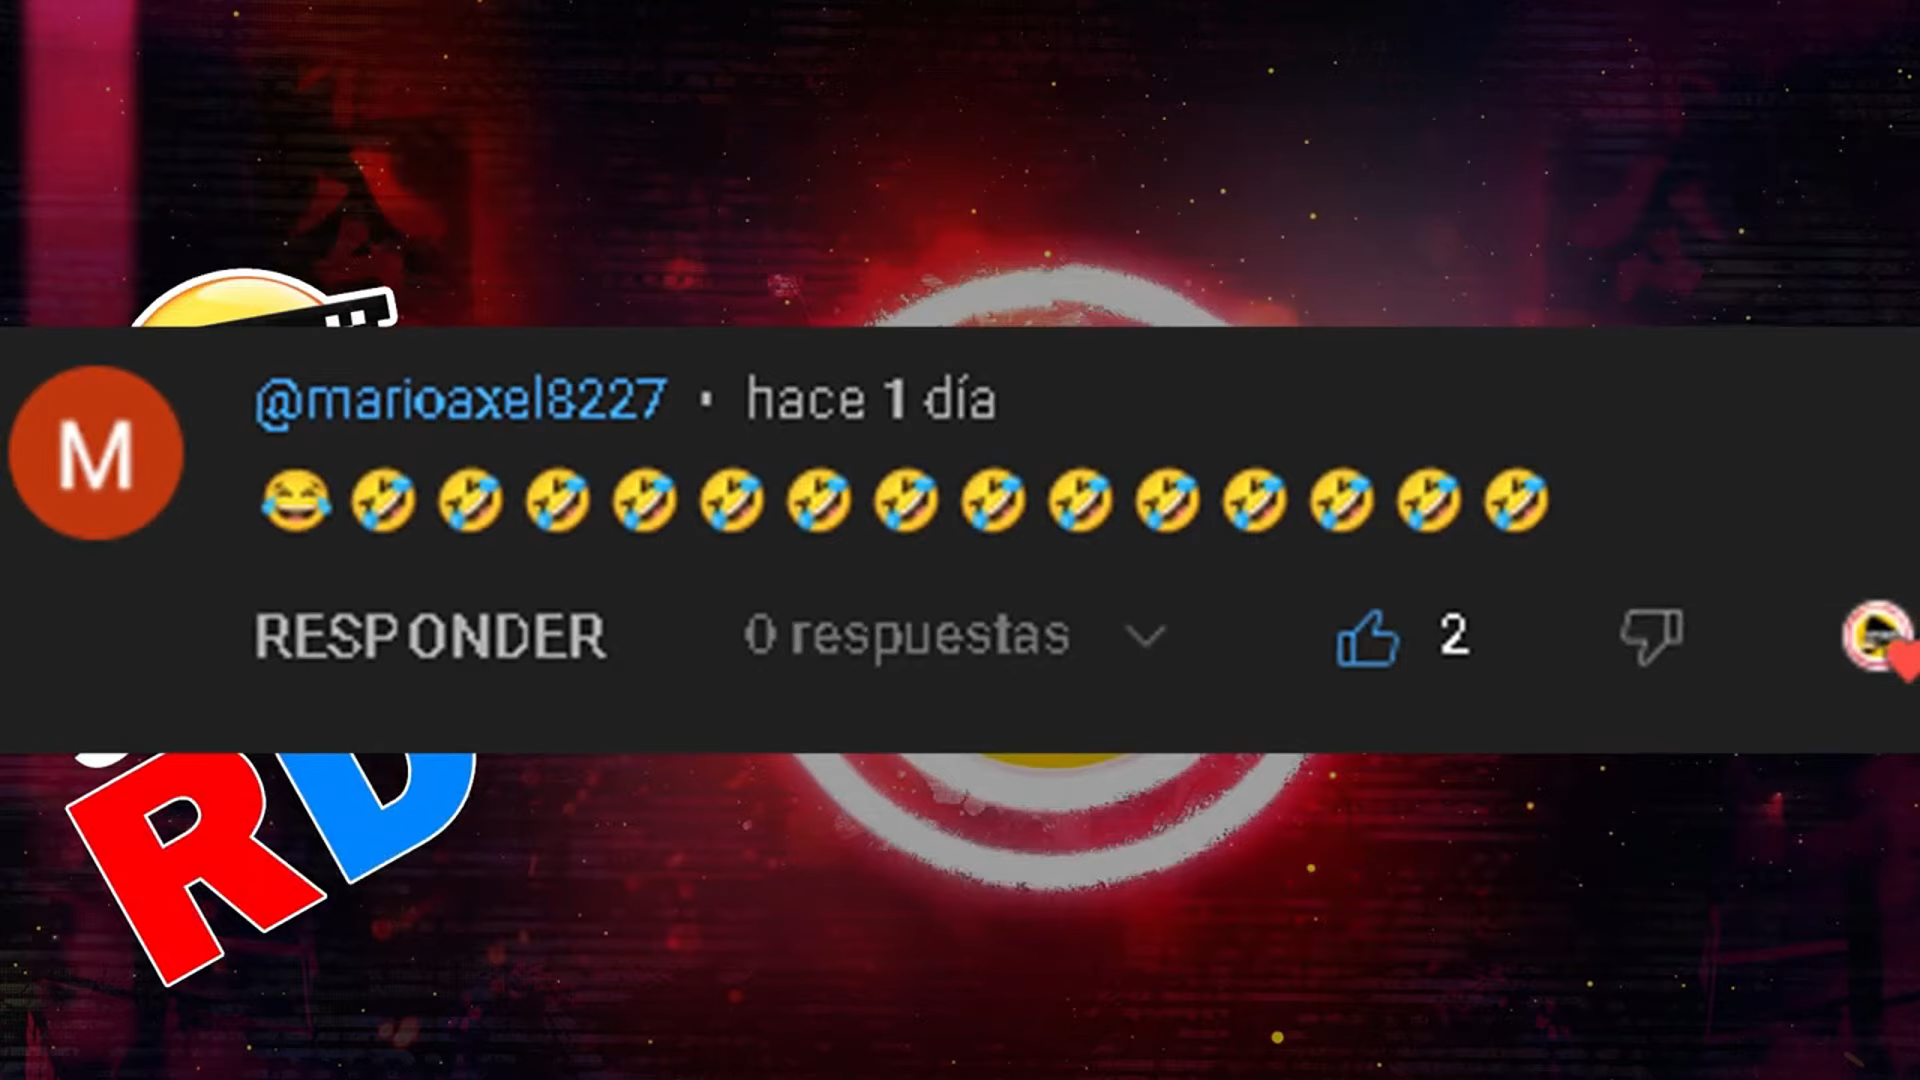 @marioaxel8227 · hace 1 día
😂🤣🤣🤣🤣🤣🤣🤣🤣🤣🤣🤣🤣🤣🤣
M
RESPONDER 0 respuestas 2
RD